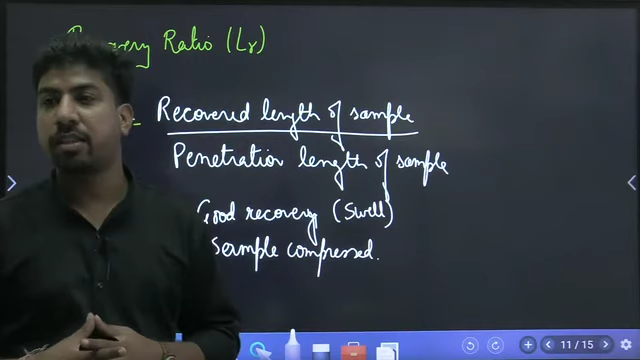 Ratio (Lr)
Recovered length of sample
Penetration length of sample
Good recovery (Swell)
Sample compressed.
11 / 15